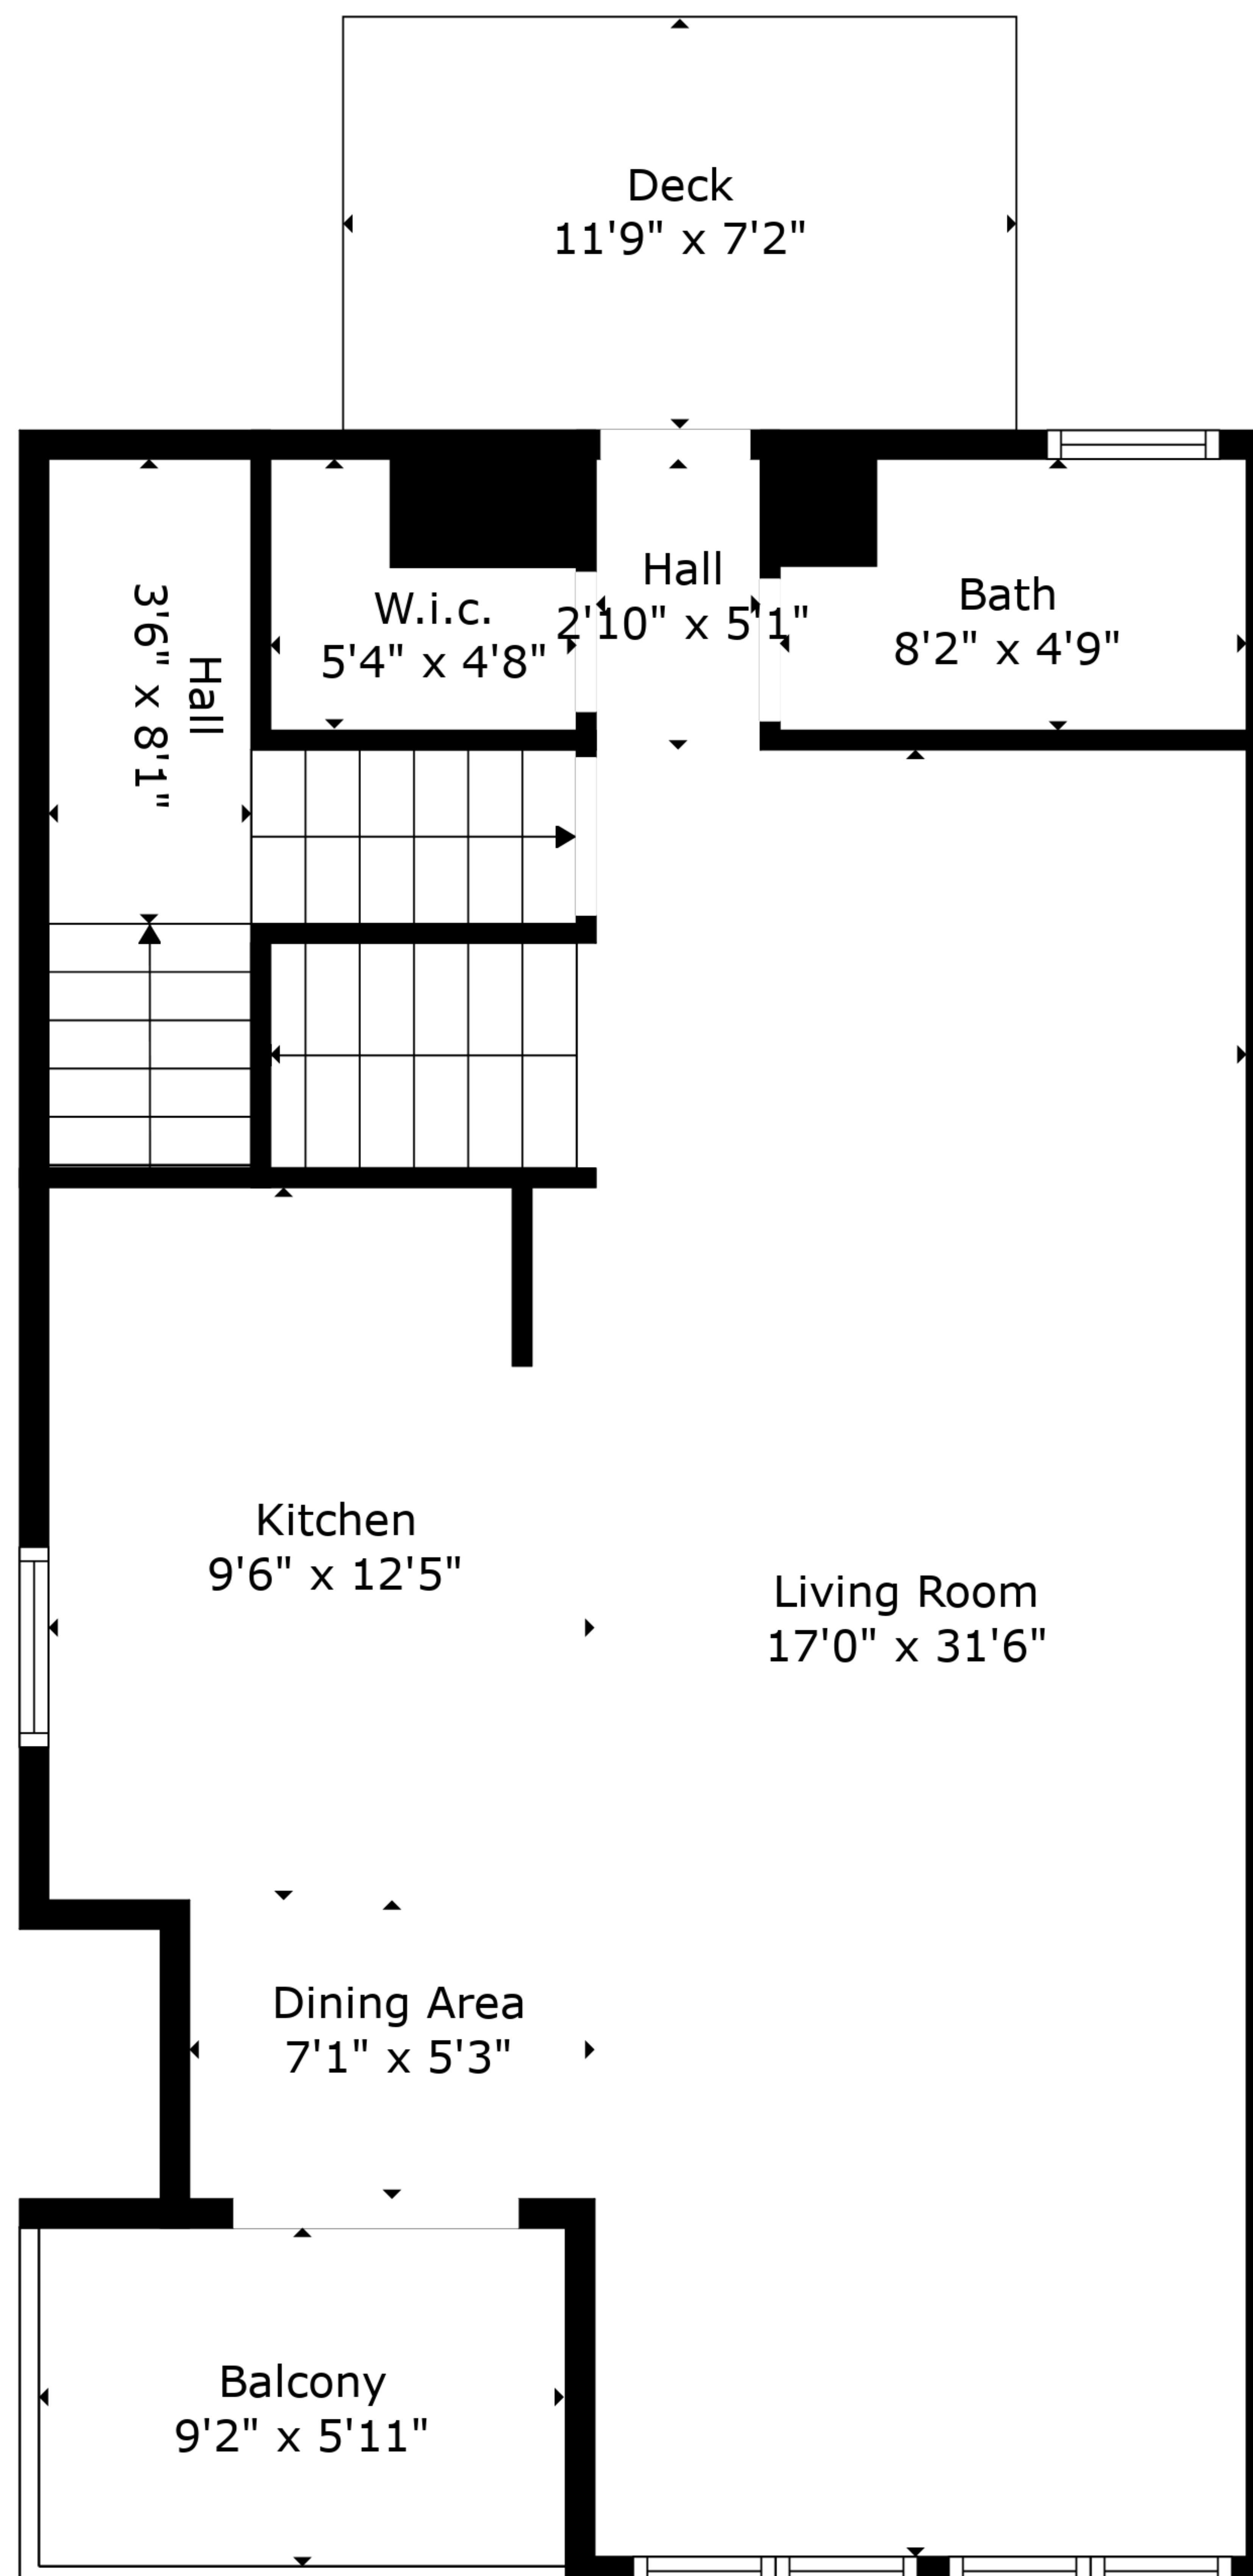 Deck
11'9" x 7'2"
Hall
2'10" x 5'1"
W.i.c.
5'4" x 4'8"
Bath
8'2" x 4'9"
Hall
3'6" x 8'1"
Kitchen
9'6" x 12'5"
Living Room
17'0" x 31'6"
Dining Area
7'1" x 5'3"
Balcony
9'2" x 5'11"